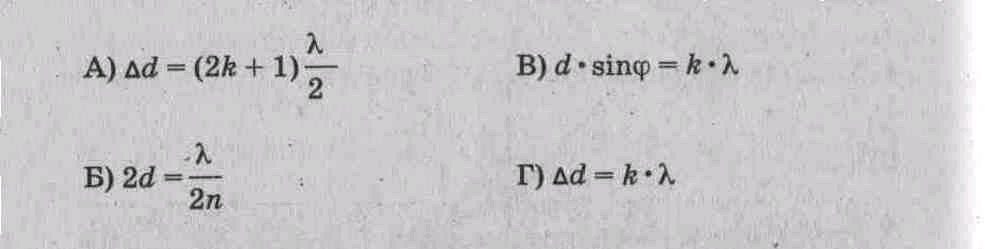 А) Δd = (2k + 1) λ/2
В) d · sinφ = k · λ
Б) 2d = λ/2n
Г) Δd = k · λ